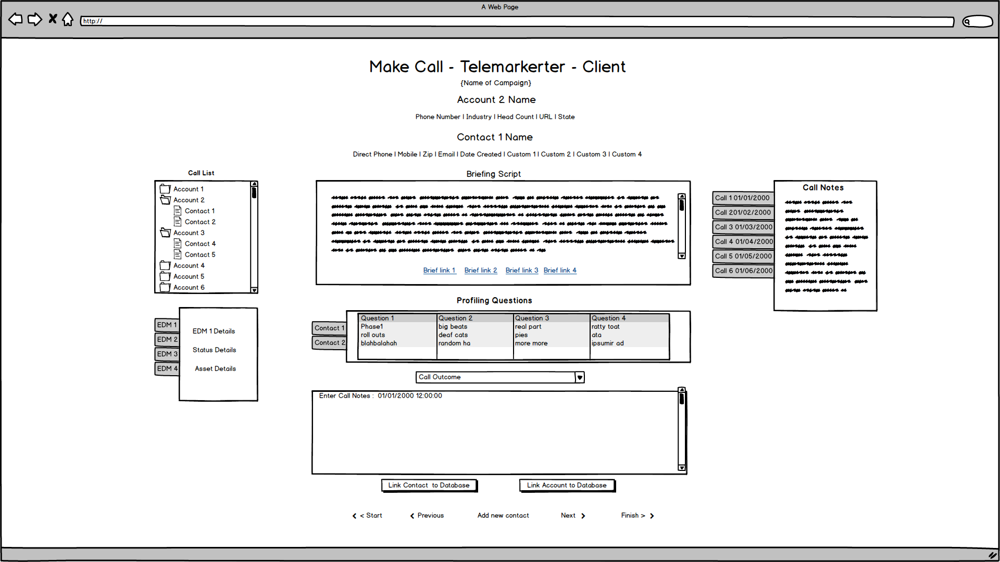 A Web Page
http://
Make Call - Telemarkerter - Client
{Name of Campaign}
Account 2 Name
Phone Number | Industry | Head Count | URL | State
Contact 1 Name
Direct Phone | Mobile | Zip | Email | Date Created | Custom 1 | Custom 2 | Custom 3 | Custom 4
Call List
Account 1
Account 2
Contact 1
Contact 2
Account 3
Contact 4
Contact 5
Account 4
Account 5
Account 6
Briefing Script
Brief link 1 Brief link 2 Brief link 3 Brief link 4
Call 1 01/01/2000
Call 201/02/2000
Call 3 01/03/2000
Call 4 01/04/2000
Call 5 01/05/2000
Call 6 01/06/2000
Call Notes
EDM 1
EDM 2
EDM 3
EDM 4
EDM 1 Details
Status Details
Asset Details
Profiling Questions
Contact 1
Contact 2
Question 1 Question 2 Question 3 Question 4
Phase1 big beats real part ratty toat
roll outs deaf cats pies ata
blahbalahah random ha more more ipsumir ad
Call Outcome
Enter Call Notes : 01/01/2000 12:00:00
Link Contact to Database
Link Account to Database
< Start
Previous
Add new contact
Next
Finish >